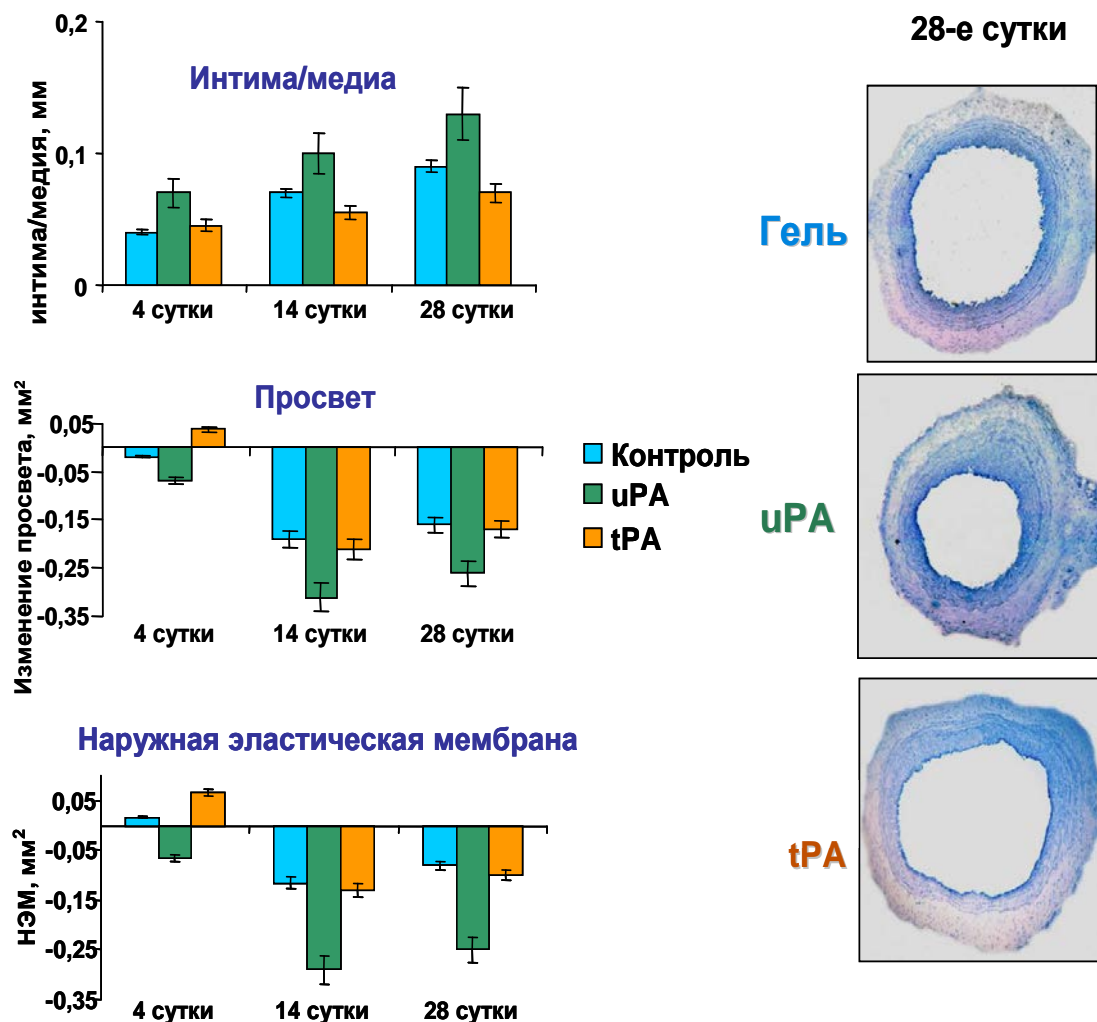 28-е сутки
0,2
Интима/медиа
0,1
0
интима/медия, мм
4 сутки 14 сутки 28 сутки
Гель
Просвет
0,05
-0,05
-0,15
-0,25
-0,35
Изменение просвета, мм²
4 сутки 14 сутки 28 сутки
Контроль
uPA
tPA
uPA
Наружная эластическая мембрана
0,05
-0,05
-0,15
-0,25
-0,35
НЭМ, мм²
4 сутки 14 сутки 28 сутки
tPA